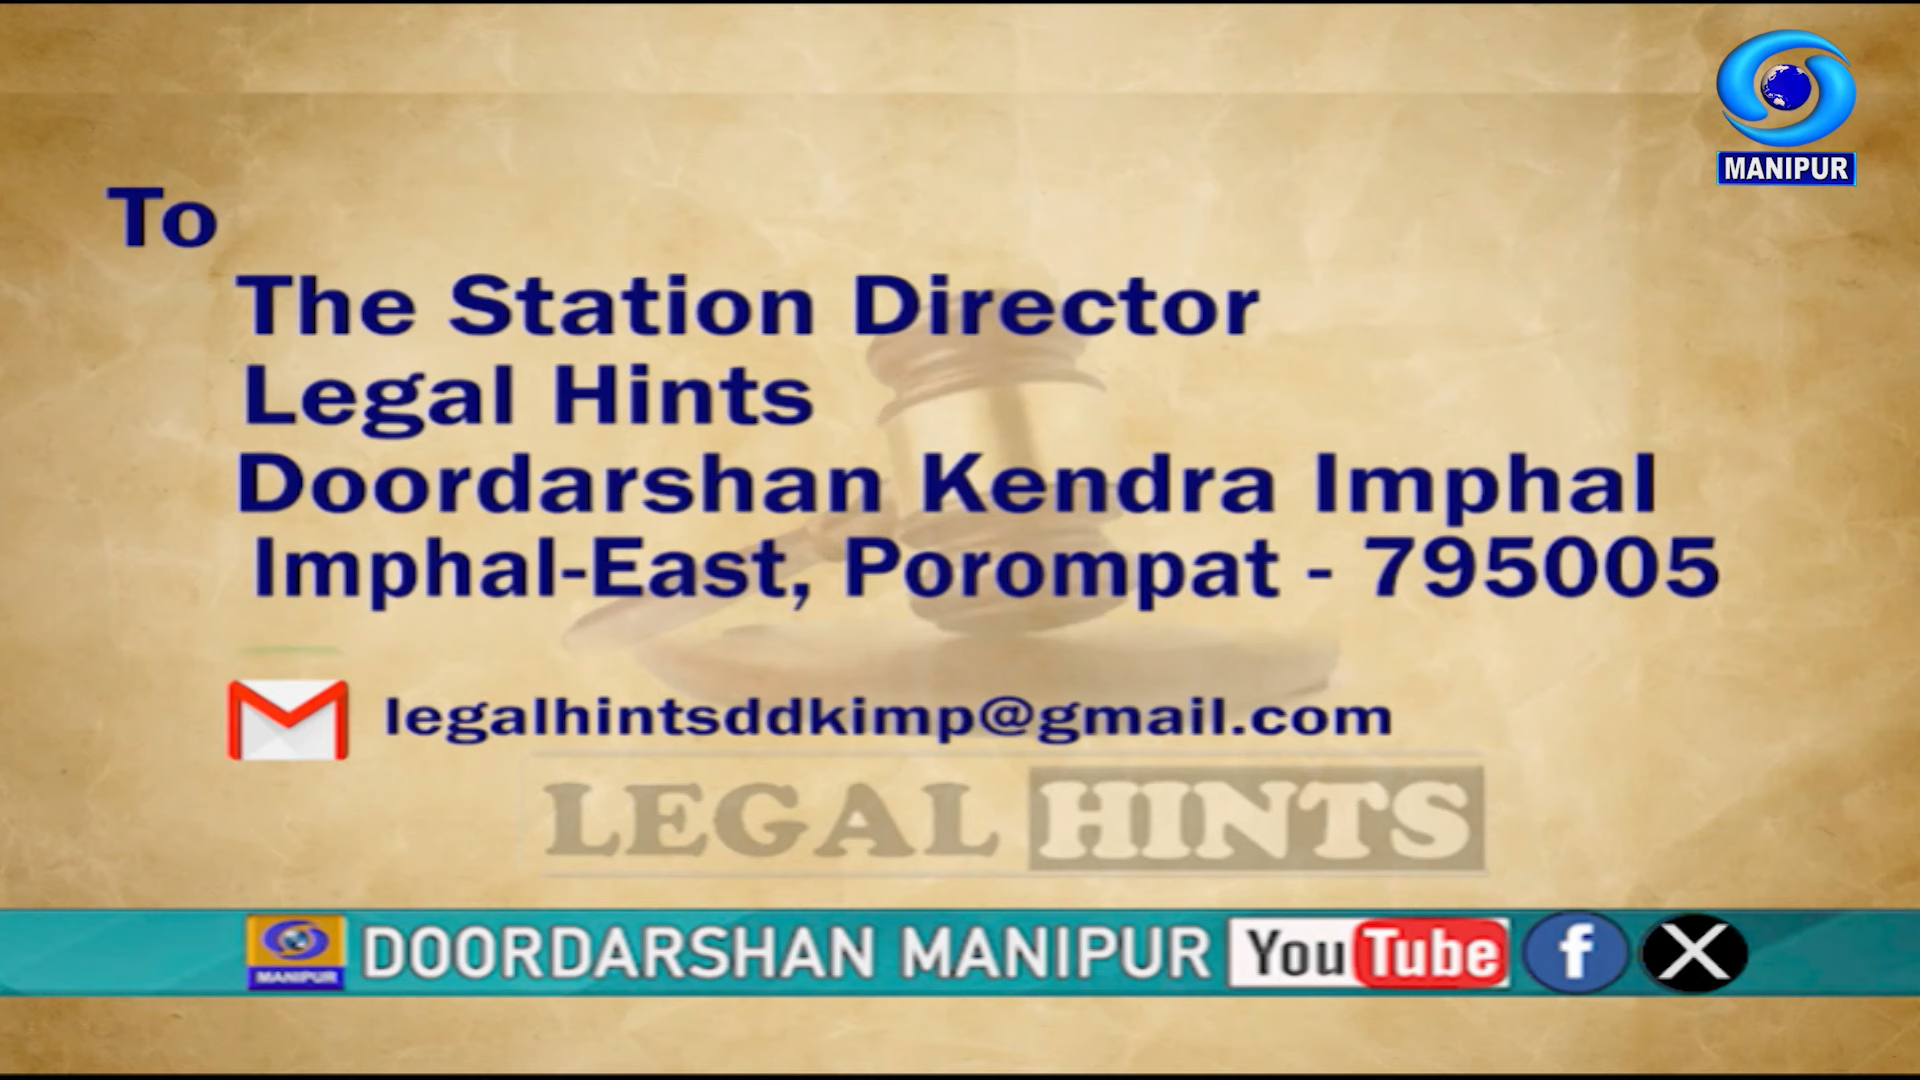 MANIPUR
To
The Station Director
Legal Hints
Doordarshan Kendra Imphal
Imphal-East, Porompat - 795005
legalhintsddkimp@gmail.com
LEGAL HINTS
MANIPUR
DOORDARSHAN MANIPUR YouTube f X